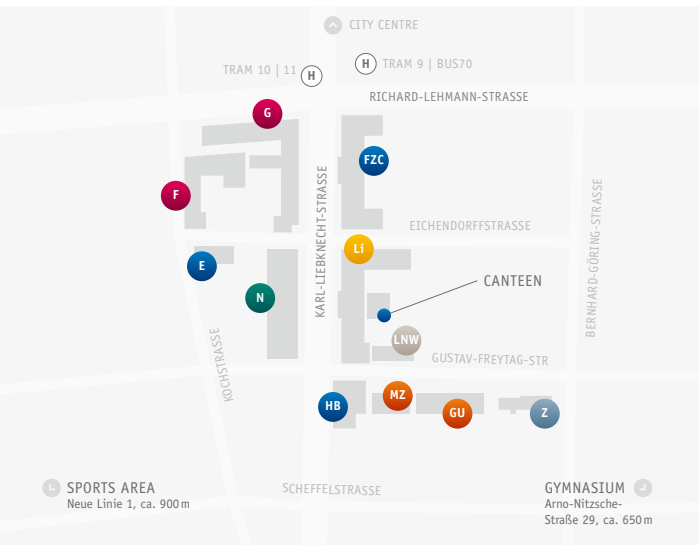 CITY CENTRE
H TRAM 9 | BUS70
TRAM 10 | 11 H
RICHARD-LEHMANN-STRASSE
G
FZC
F
KARL-LIEBKNECHT-STRASSE
BERNHARD-GÖRING-STRASSE
EICHENDORFFSTRASSE
Li
E
CANTEEN
N
LNW
KOCHSTRASSE
GUSTAV-FREYTAG-STR
HB
MZ
GU
Z
SCHEFFELSTRASSE
SPORTS AREA
Neue Linie 1, ca. 900 m
GYMNASIUM
Arno-Nitzsche-
Straße 29, ca. 650 m